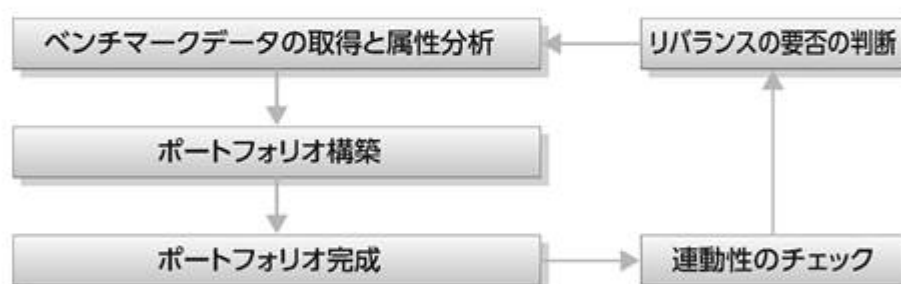 ベンチマークデータの取得と属性分析
リバランスの要否の判断
ポートフォリオ構築
ポートフォリオ完成
連動性のチェック